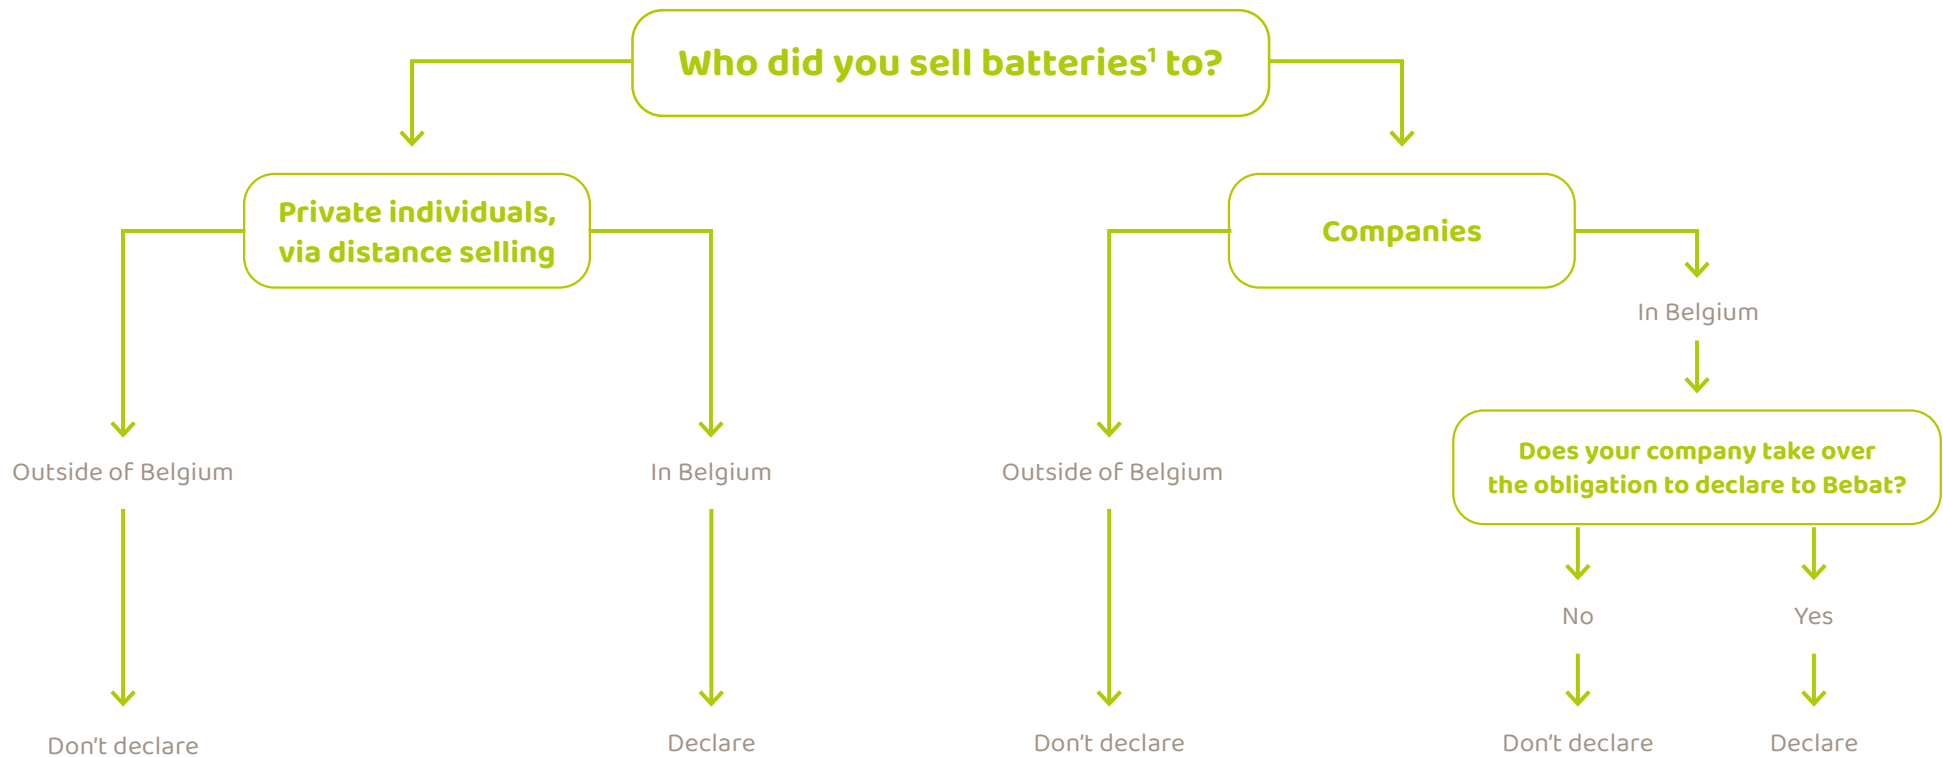 Who did you sell batteries¹ to?
Private individuals,
via distance selling
Companies
In Belgium
Outside of Belgium
In Belgium
Outside of Belgium
Does your company take over
the obligation to declare to Bebat?
No
Yes
Don't declare
Declare
Don't declare
Don't declare
Declare